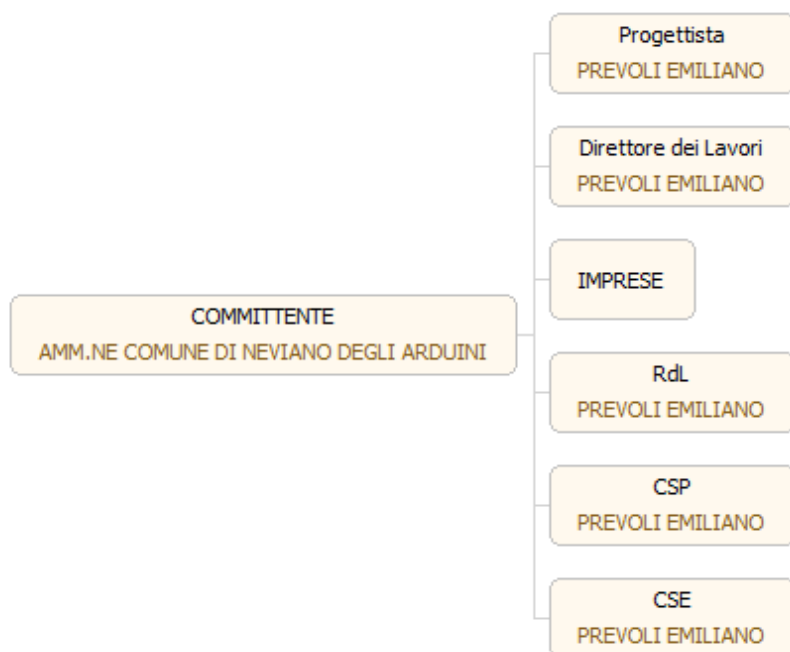 Progettista
PREVOLI EMILIANO
Direttore dei Lavori
PREVOLI EMILIANO
IMPRESE
COMMITTENTE
AMM.NE COMUNE DI NEVIANO DEGLI ARDUINI
RdL
PREVOLI EMILIANO
CSP
PREVOLI EMILIANO
CSE
PREVOLI EMILIANO